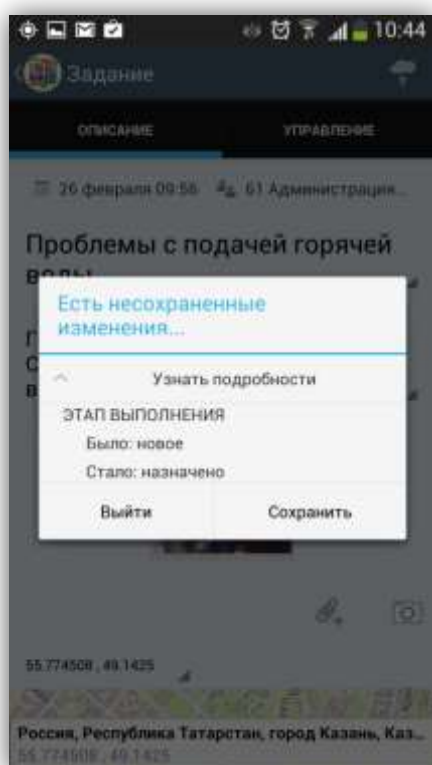 10:44
Задание
ОПИСАНИЕ УПРАВЛЕНИЕ
26 февраля 09:56 61 Администрация...
Проблемы с подачей горячей
Есть несохраненные
изменения...
Узнать подробности
ЭТАП ВЫПОЛНЕНИЯ
Было: новое
Стало: назначено
Выйти Сохранить
55.774508 , 49.1425
Россия, Республика Татарстан, город Казань, Каз...
55.774508 , 49.1425